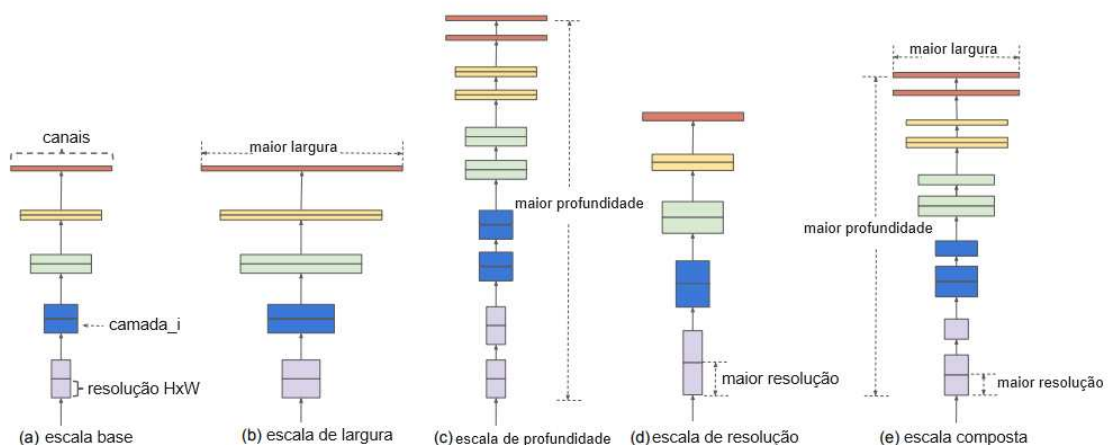 canais
camada_i
resolução HxW
(a) escala base
maior largura
(b) escala de largura
maior profundidade
(c) escala de profundidade
maior resolução
(d) escala de resolução
maior largura
maior profundidade
maior resolução
(e) escala composta